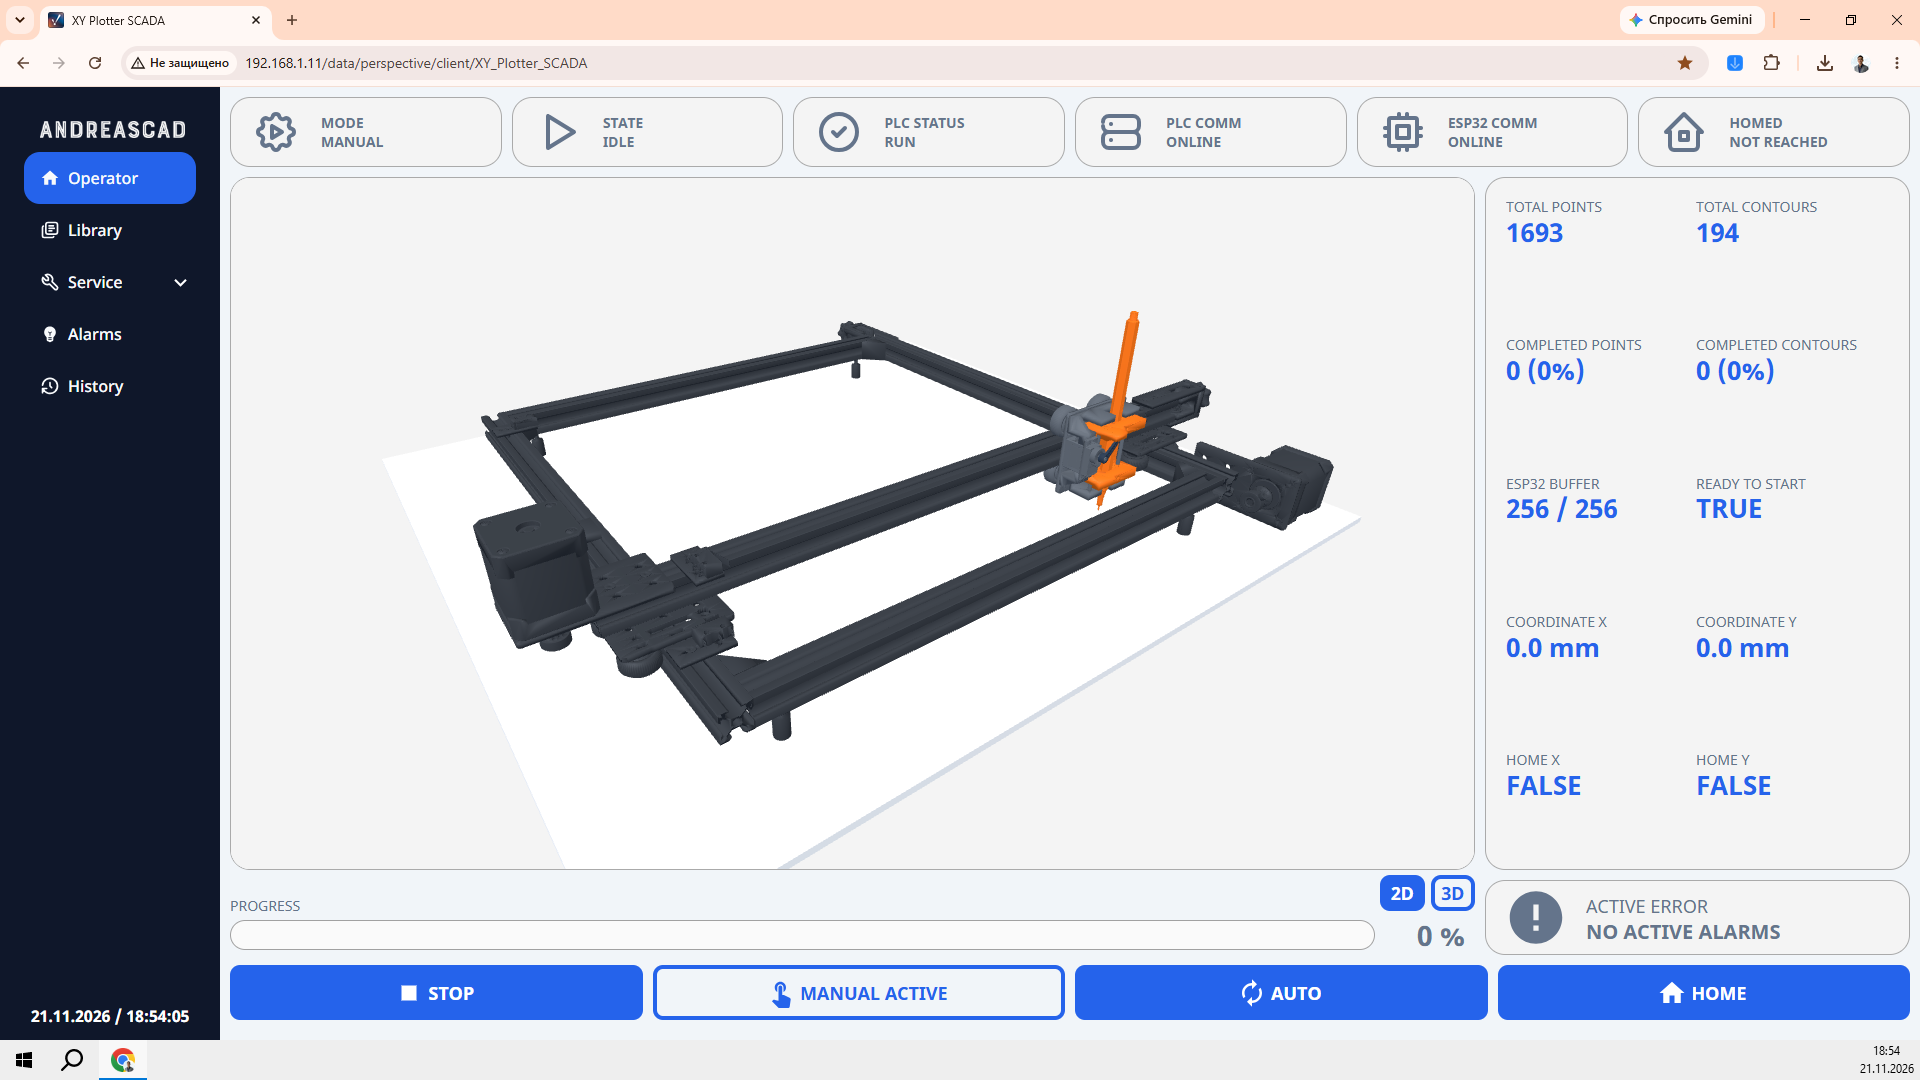 XY Plotter SCADA
Спросить Gemini
Не защищено
192.168.1.11/data/perspective/client/XY_Plotter_SCADA
ANDREASCAD
Operator
Library
Service
Alarms
History
21.11.2026 / 18:54:05
MODE
MANUAL
STATE
IDLE
PLC STATUS
RUN
PLC COMM
ONLINE
ESP32 COMM
ONLINE
HOMED
NOT REACHED
TOTAL POINTS
1693
TOTAL CONTOURS
194
COMPLETED POINTS
0 (0%)
COMPLETED CONTOURS
0 (0%)
ESP32 BUFFER
256 / 256
READY TO START
TRUE
COORDINATE X
0.0 mm
COORDINATE Y
0.0 mm
HOME X
FALSE
HOME Y
FALSE
2D
3D
PROGRESS
0 %
ACTIVE ERROR
NO ACTIVE ALARMS
STOP
MANUAL ACTIVE
AUTO
HOME
18:54
21.11.2026